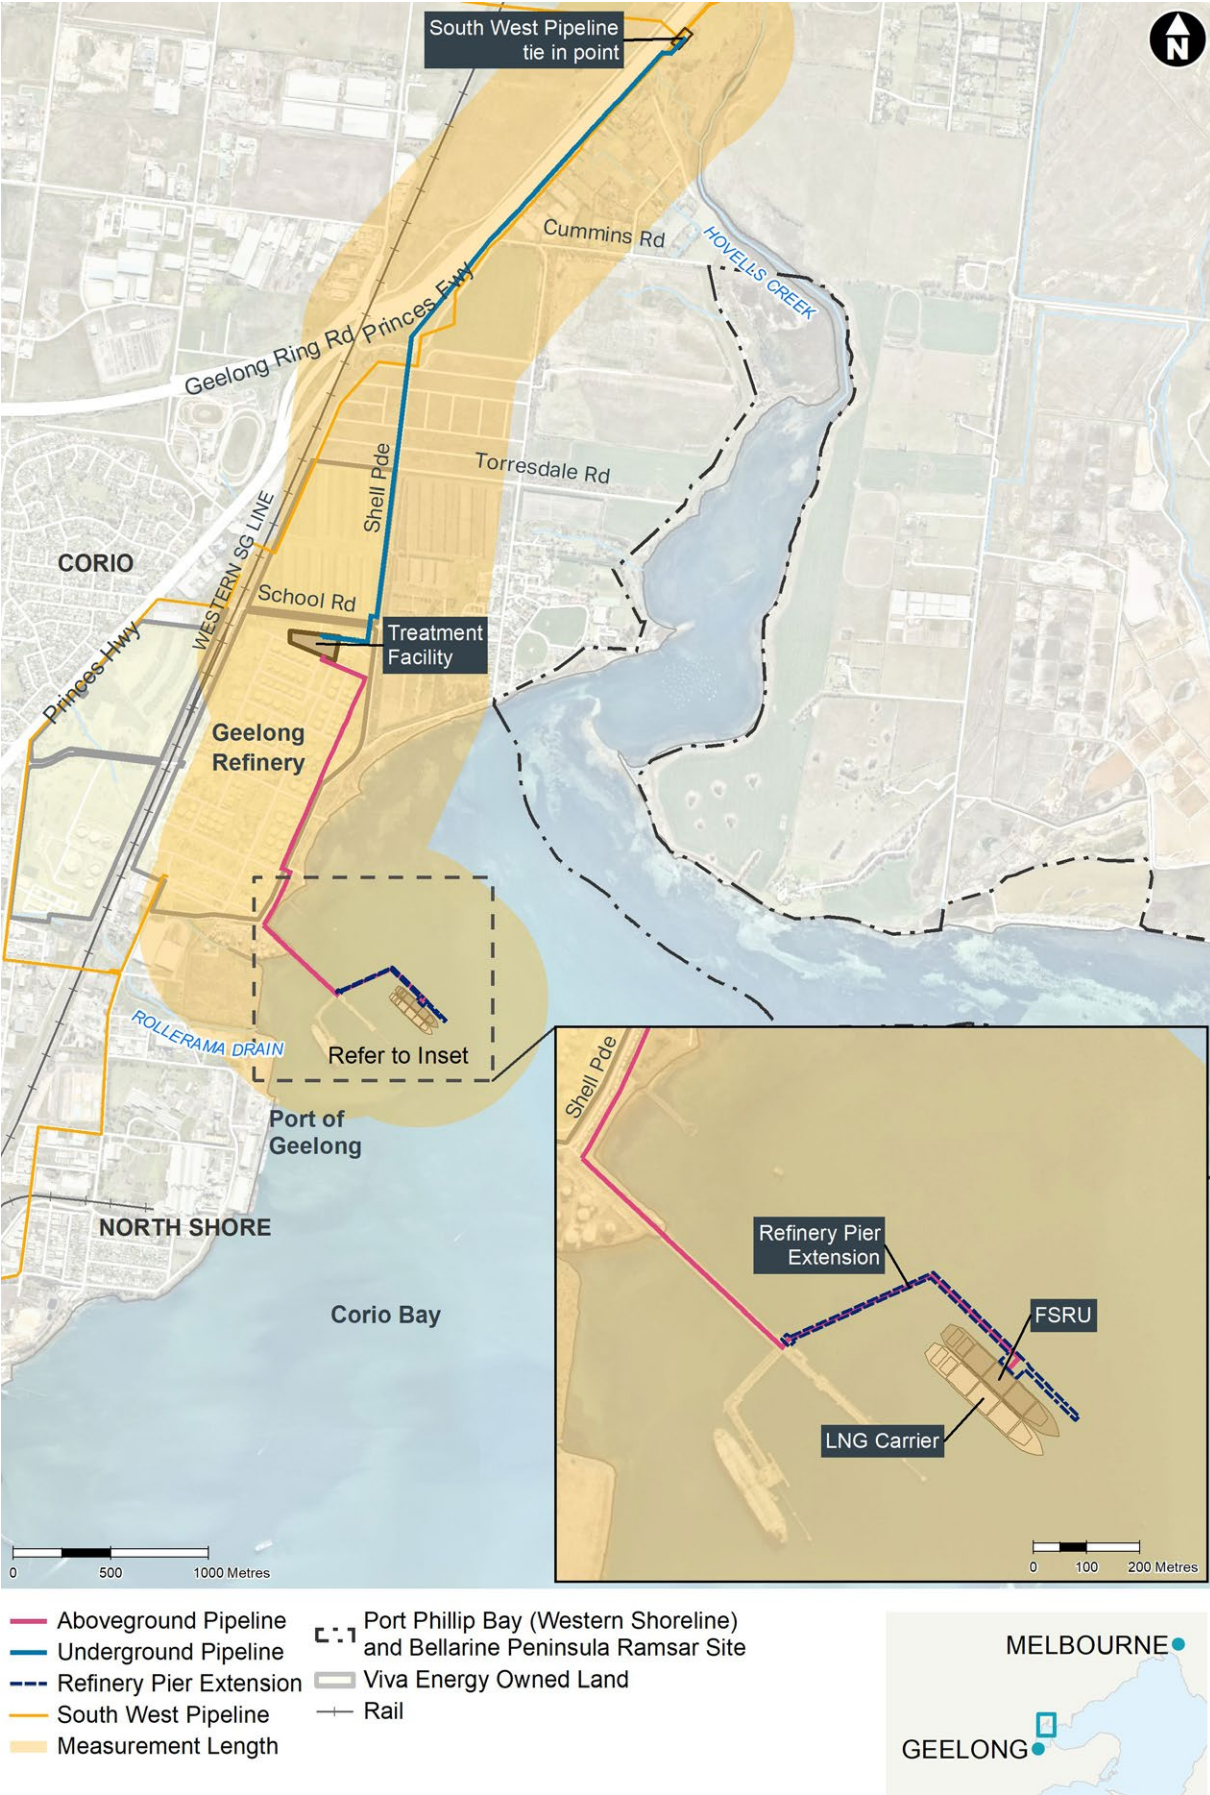 South West Pipeline
tie in point
N
Cummins Rd
HOVELLS CREEK
Princes Fwy
Geelong Ring Rd
Shell Pde
Torresdale Rd
CORIO
WESTERN SG LINE
School Rd
Treatment
Facility
Princes Hwy
Geelong
Refinery
ROLLERAMA DRAIN
Refer to Inset
Port of
Geelong
NORTH SHORE
Corio Bay
Shell Pde
Refinery Pier
Extension
FSRU
LNG Carrier
0 500 1000 Metres
0 100 200 Metres
Aboveground Pipeline
Underground Pipeline
Refinery Pier Extension
South West Pipeline
Measurement Length
Port Phillip Bay (Western Shoreline)
and Bellarine Peninsula Ramsar Site
Viva Energy Owned Land
Rail
MELBOURNE
GEELONG